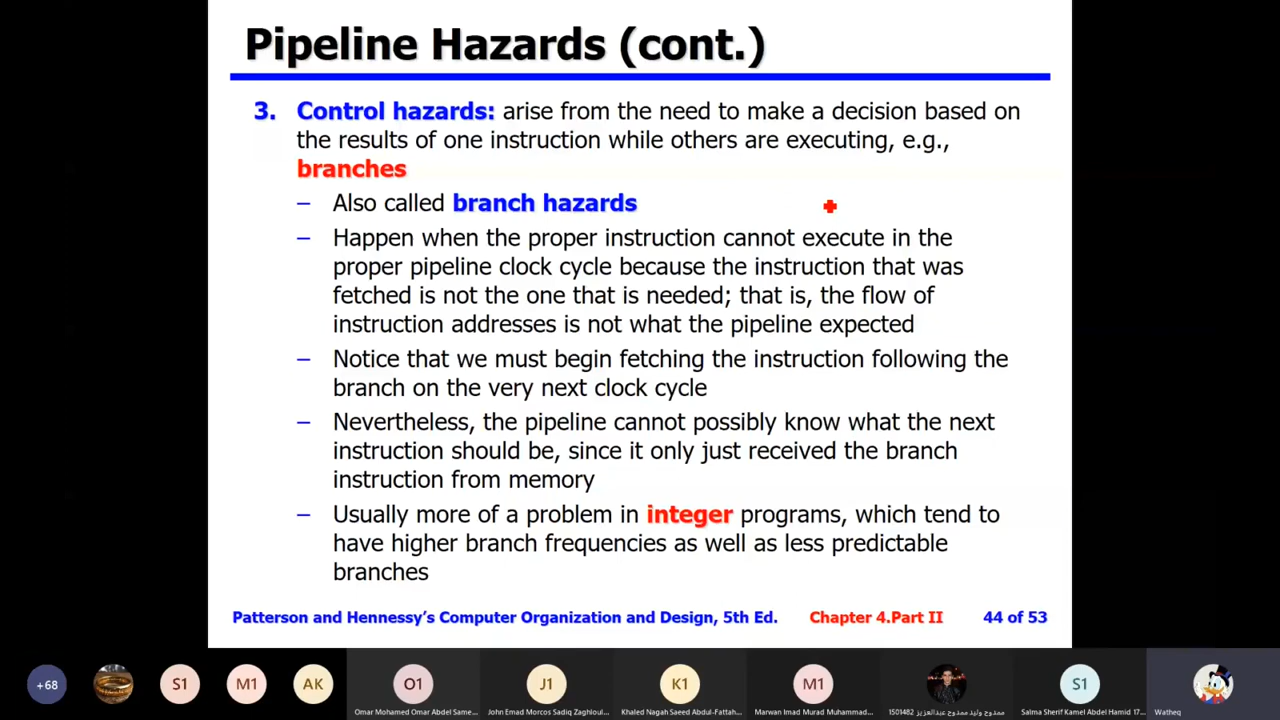 Pipeline Hazards (cont.)
3. Control hazards: arise from the need to make a decision based on
the results of one instruction while others are executing, e.g.,
branches
– Also called branch hazards
– Happen when the proper instruction cannot execute in the
proper pipeline clock cycle because the instruction that was
fetched is not the one that is needed; that is, the flow of
instruction addresses is not what the pipeline expected
– Notice that we must begin fetching the instruction following the
branch on the very next clock cycle
– Nevertheless, the pipeline cannot possibly know what the next
instruction should be, since it only just received the branch
instruction from memory
– Usually more of a problem in integer programs, which tend to
have higher branch frequencies as well as less predictable
branches
Patterson and Hennessy’s Computer Organization and Design, 5th Ed. Chapter 4.Part II 44 of 53
+68 S1 M1 AK O1 J1 K1 M1 S1
Omar Mohamed Omar Abdel Same... John Emad Morcos Sadiq Zaghloul... Khaled Nagah Saeed Abdul-Fattah... Marwan Imad Murad Muhammad... ممدوح وليد ممدوح عبدالعزيز 1501482 Salma Sherif Kamel Abdel Hamid 17... Watheq